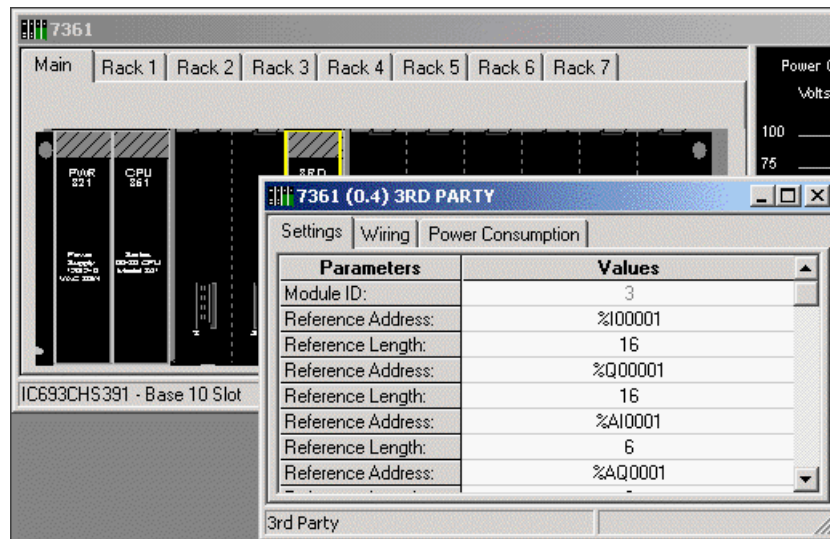 7361
Main Rack 1 Rack 2 Rack 3 Rack 4 Rack 5 Rack 6 Rack 7
Power
Volts
100
75
PWR
321
CPU
361
3RD
Power
Supply
7361 (0.4) 3RD PARTY
Settings Wiring Power Consumption
Parameters Values
Module ID: 3
Reference Address: %I00001
Reference Length: 16
Reference Address: %Q00001
Reference Length: 16
Reference Address: %AI0001
Reference Length: 6
Reference Address: %AQ0001
IC693CHS391 - Base 10 Slot
3rd Party